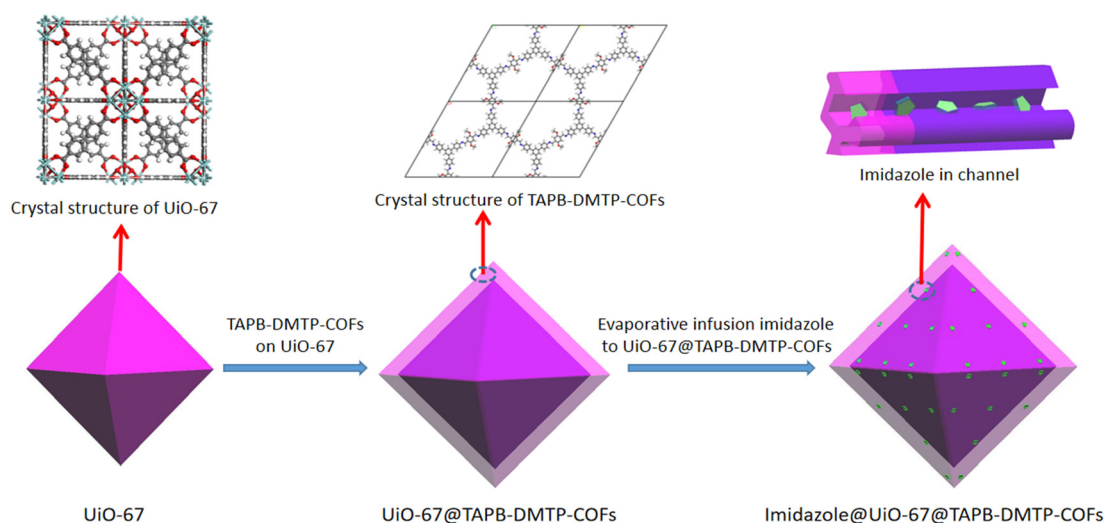 Crystal structure of UiO-67
Crystal structure of TAPB-DMTP-COFs
Imidazole in channel
TAPB-DMTP-COFs
on UiO-67
Evaporative infusion imidazole
to UiO-67@TAPB-DMTP-COFs
UiO-67
UiO-67@TAPB-DMTP-COFs
Imidazole@UiO-67@TAPB-DMTP-COFs